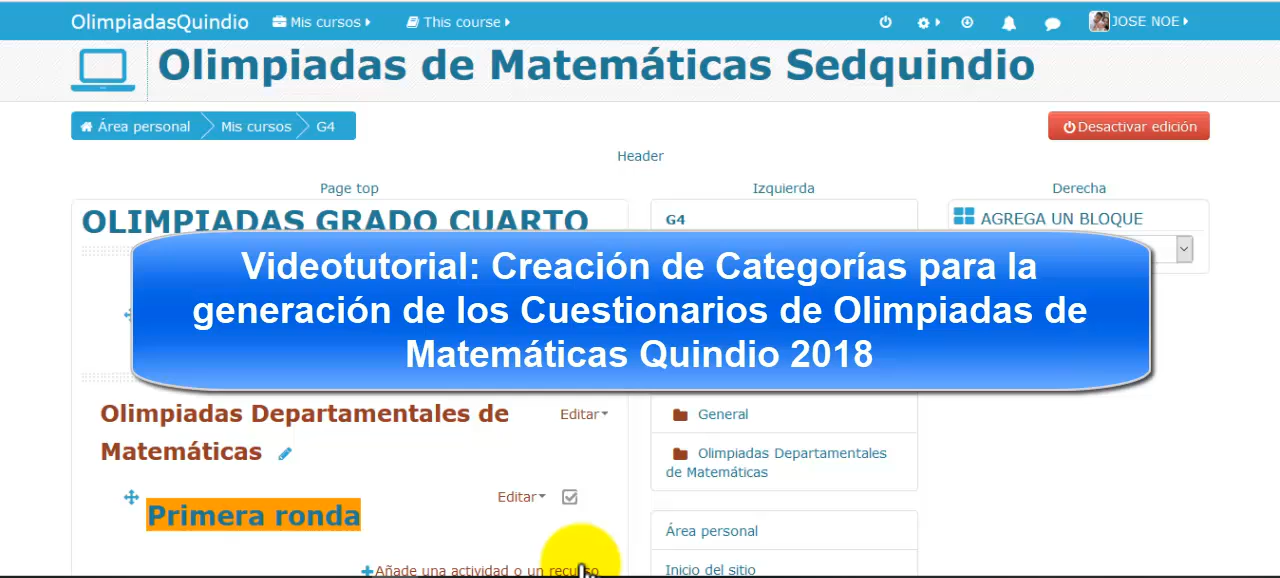 OlimpiadasQuindio Mis cursos This course JOSE NOE
Olimpiadas de Matemáticas Sedquindio
Área personal Mis cursos G4
Desactivar edición
Header
Page top
Izquierda
Derecha
OLIMPIADAS GRADO CUARTO
G4
AGREGA UN BLOQUE
Videotutorial: Creación de Categorías para la
generación de los Cuestionarios de Olimpiadas de
Matemáticas Quindio 2018
Olimpiadas Departamentales de
Matemáticas
Editar
Primera ronda
Editar
Añade una actividad o un recurso
General
Olimpiadas Departamentales
de Matemáticas
Área personal
Inicio del sitio